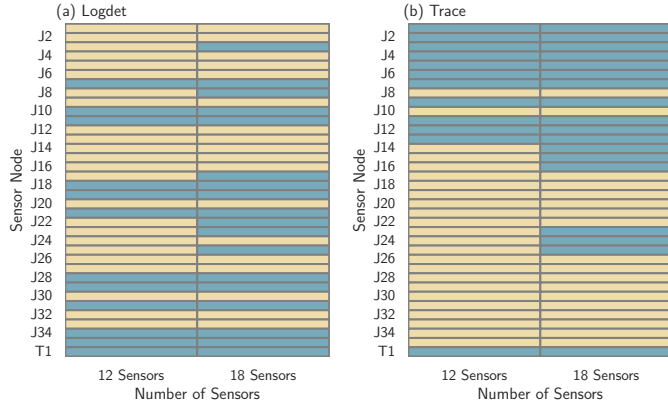 (a) Logdet
(b) Trace
Sensor Node
J2
J4
J6
J8
J10
J12
J14
J16
J18
J20
J22
J24
J26
J28
J30
J32
J34
T1
12 Sensors 18 Sensors
Number of Sensors
Sensor Node
J2
J4
J6
J8
J10
J12
J14
J16
J18
J20
J22
J24
J26
J28
J30
J32
J34
T1
12 Sensors 18 Sensors
Number of Sensors